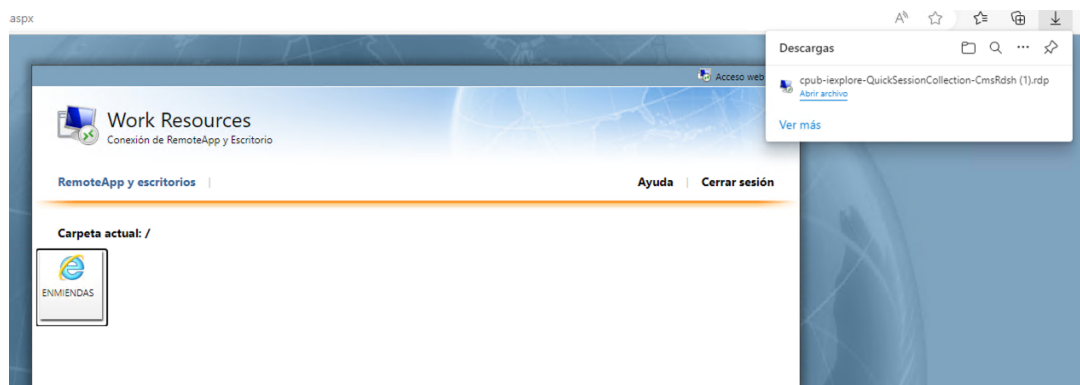 .aspx
Descargas
cpub-iexplore-QuickSessionCollection-CmsRdsh (1).rdp
Abrir archivo
Ver más
Acceso web
Work Resources
Conexión de RemoteApp y Escritorio
RemoteApp y escritorios | Ayuda | Cerrar sesión
Carpeta actual: /
ENMIENDAS